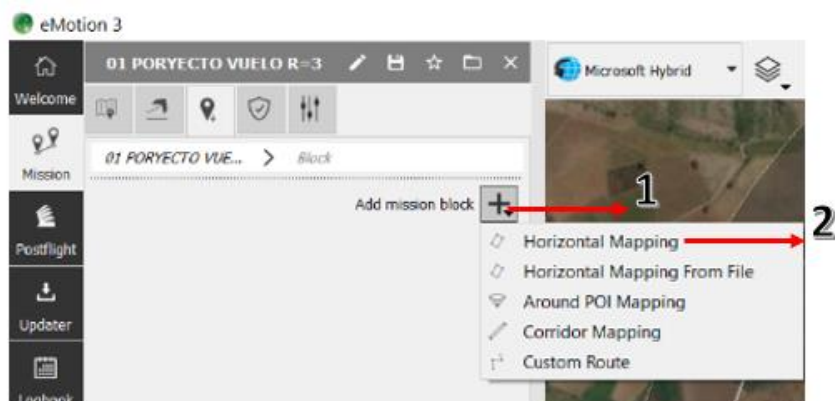 eMotion 3
01 PORYECTO VUELO R=3
Microsoft Hybrid
Welcome
01 PORYECTO VUE... > Block
Mission
Add mission block
1
2
Horizontal Mapping
Horizontal Mapping From File
Around POI Mapping
Corridor Mapping
Custom Route
Postflight
Updater
Logbook